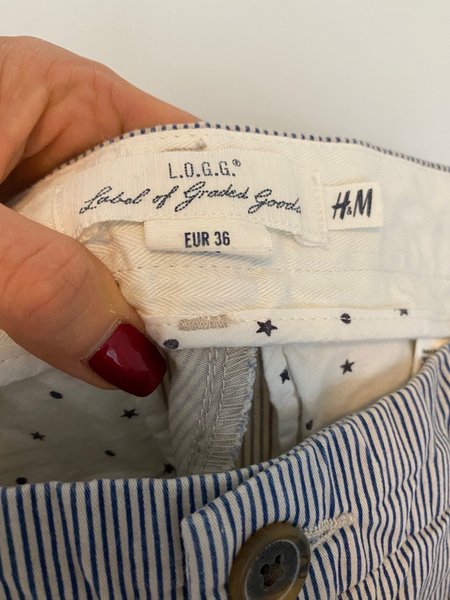 L.O.G.G.®
Label of Graded Goods
H&M
EUR 36